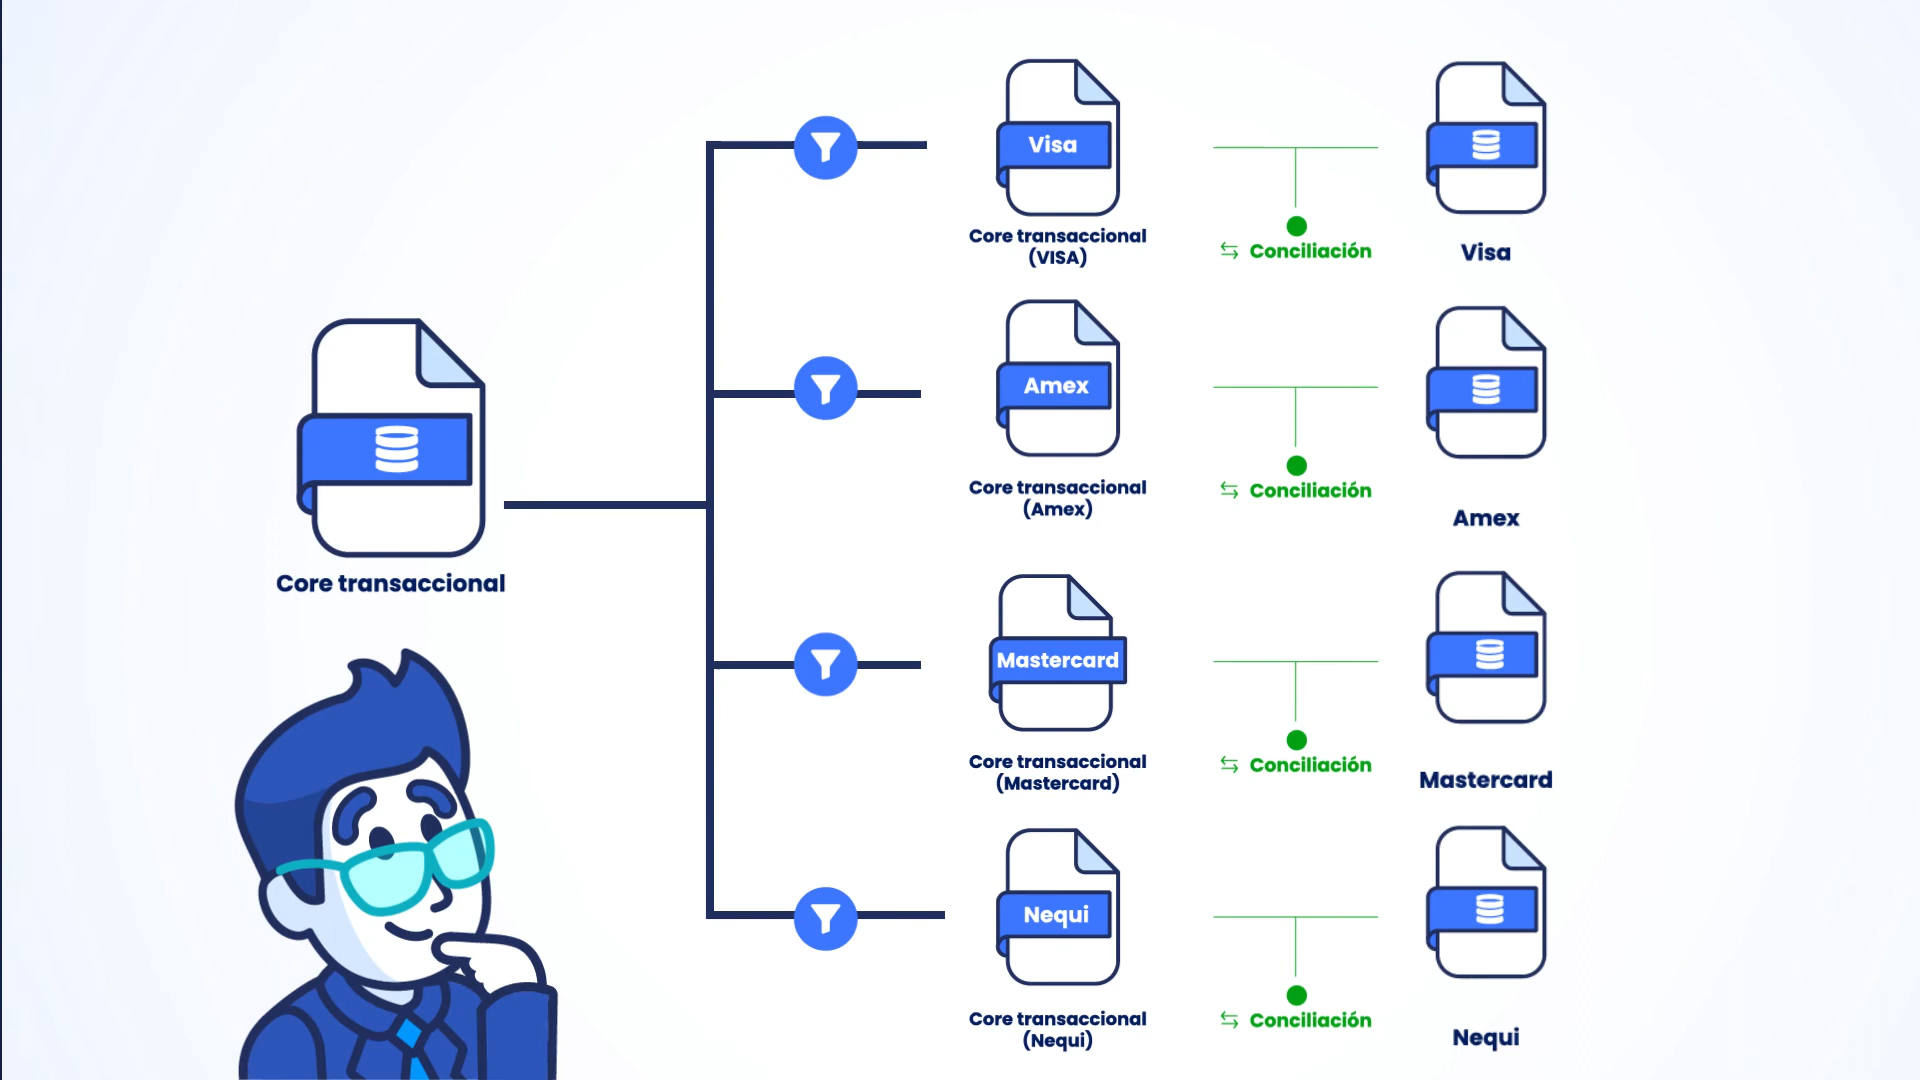 Visa
Core transaccional
(VISA)
Conciliación
Visa
Amex
Core transaccional
(Amex)
Conciliación
Amex
Core transaccional
Mastercard
Core transaccional
(Mastercard)
Conciliación
Mastercard
Nequi
Core transaccional
(Nequi)
Conciliación
Nequi